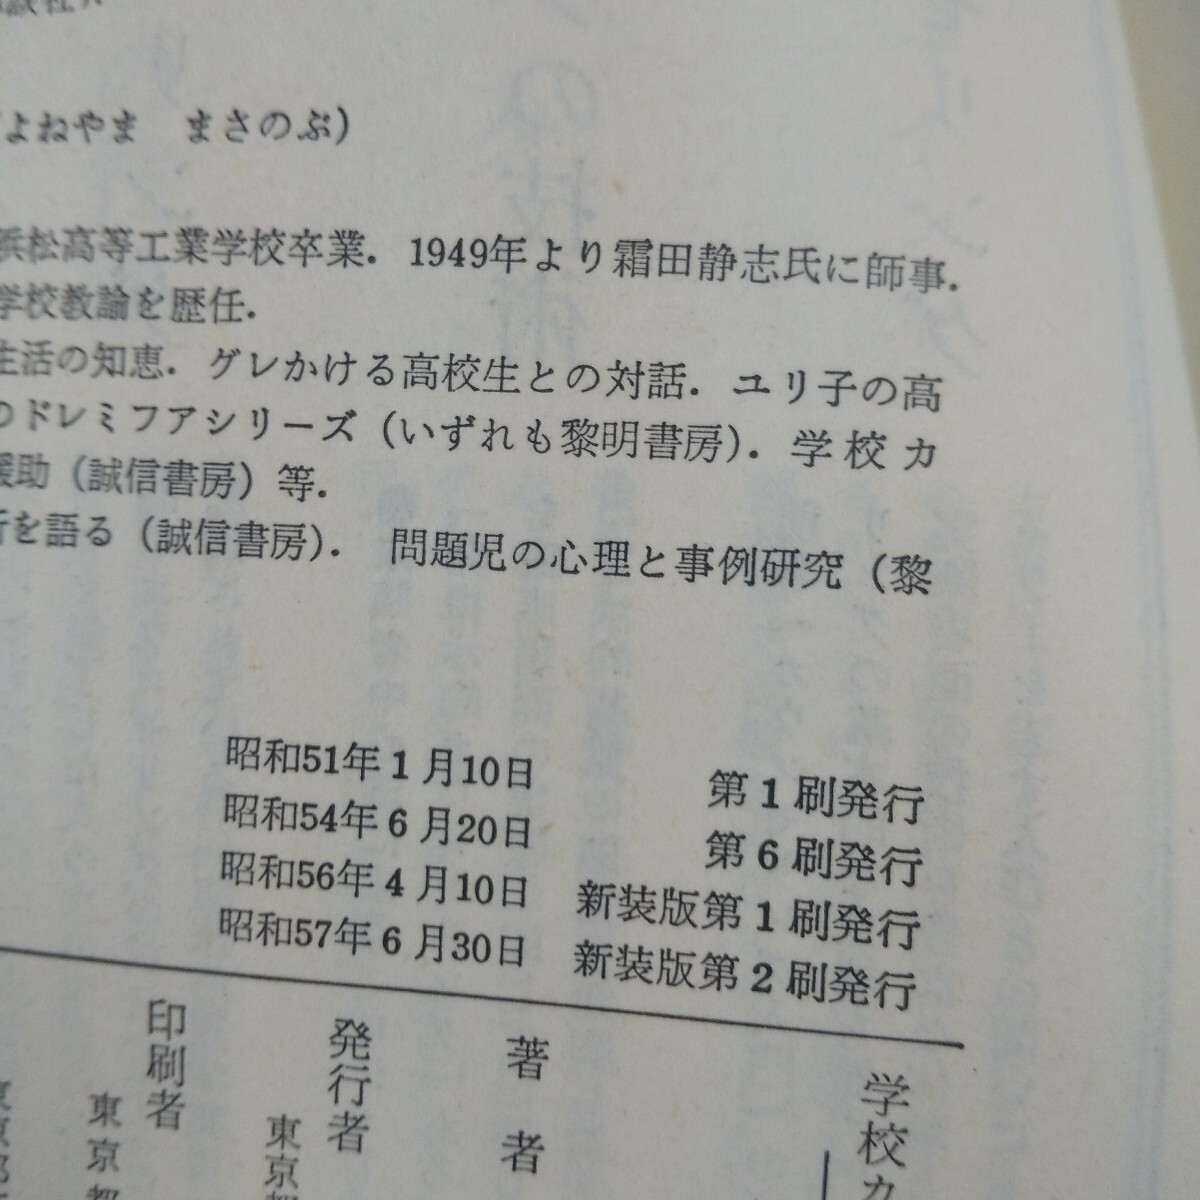 よねやま　まさのぶ）
浜松高等工業学校卒業．1949年より霜田静志氏に師事．
学校教諭を歴任．
生活の知恵．グレかける高校生との対話．ユリ子の高
のドレミファシリーズ（いずれも黎明書房）．学校カ
援助（誠信書房）等．
を語る（誠信書房）．問題児の心理と事例研究（黎
昭和51年1月10日　第1刷発行
昭和54年6月20日　第6刷発行
昭和56年4月10日　新装版第1刷発行
昭和57年6月30日　新装版第2刷発行
学校カ
著者
発行者
東京都
印刷者
東京都